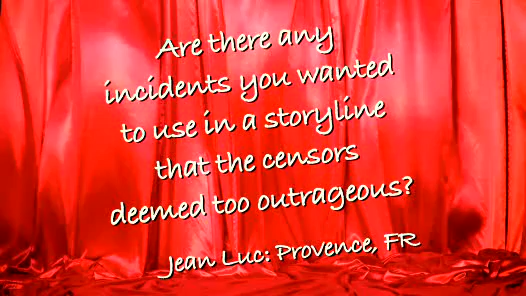 Are there any
incidents you wanted
to use in a storyline
that the censors
deemed too outrageous?
Jean Luc: Provence, FR